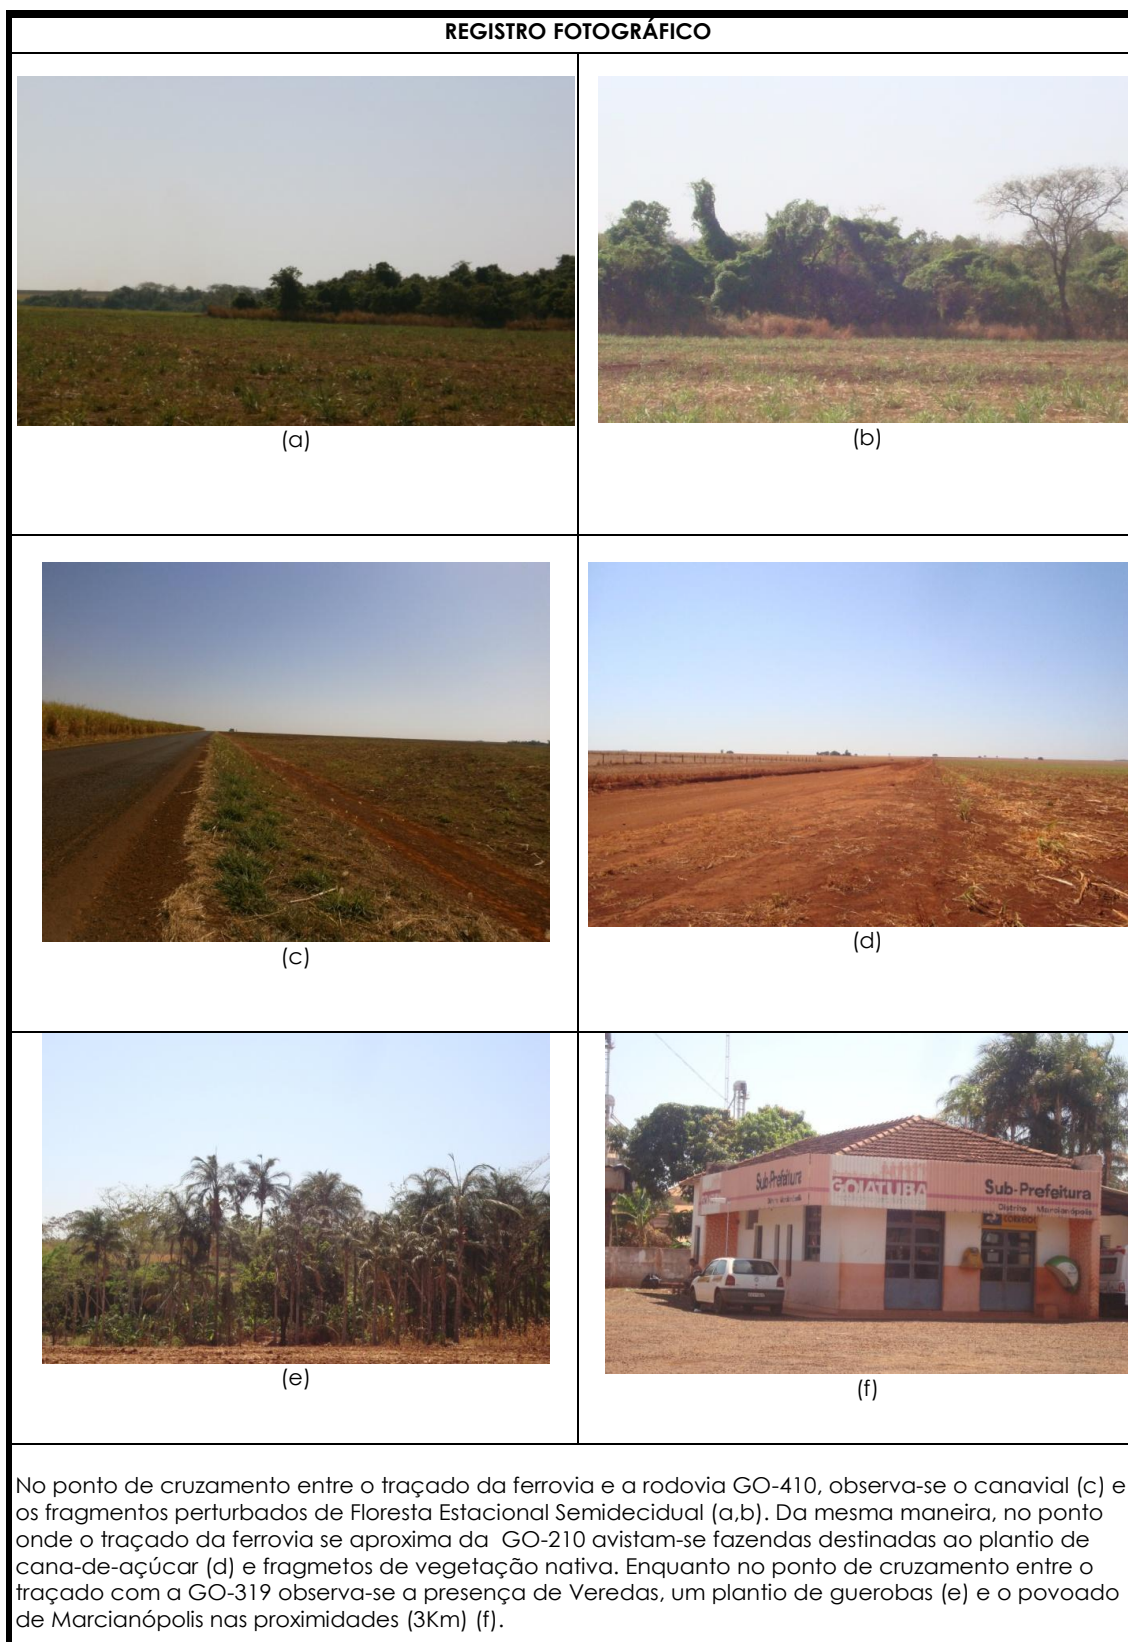 REGISTRO FOTOGRÁFICO
(a)
(b)
(c)
(d)
Sub-Prefeitura
GOIATUBA
Sub-Prefeitura
Distrito Marcianópolis
CORREIOS
(e)
(f)
No ponto de cruzamento entre o traçado da ferrovia e a rodovia GO-410, observa-se o canavial (c) e
os fragmentos perturbados de Floresta Estacional Semidecidual (a,b). Da mesma maneira, no ponto
onde o traçado da ferrovia se aproxima da GO-210 avistam-se fazendas destinadas ao plantio de
cana-de-açúcar (d) e fragmetos de vegetação nativa. Enquanto no ponto de cruzamento entre o
traçado com a GO-319 observa-se a presença de Veredas, um plantio de guerobas (e) e o povoado
de Marcianópolis nas proximidades (3Km) (f).